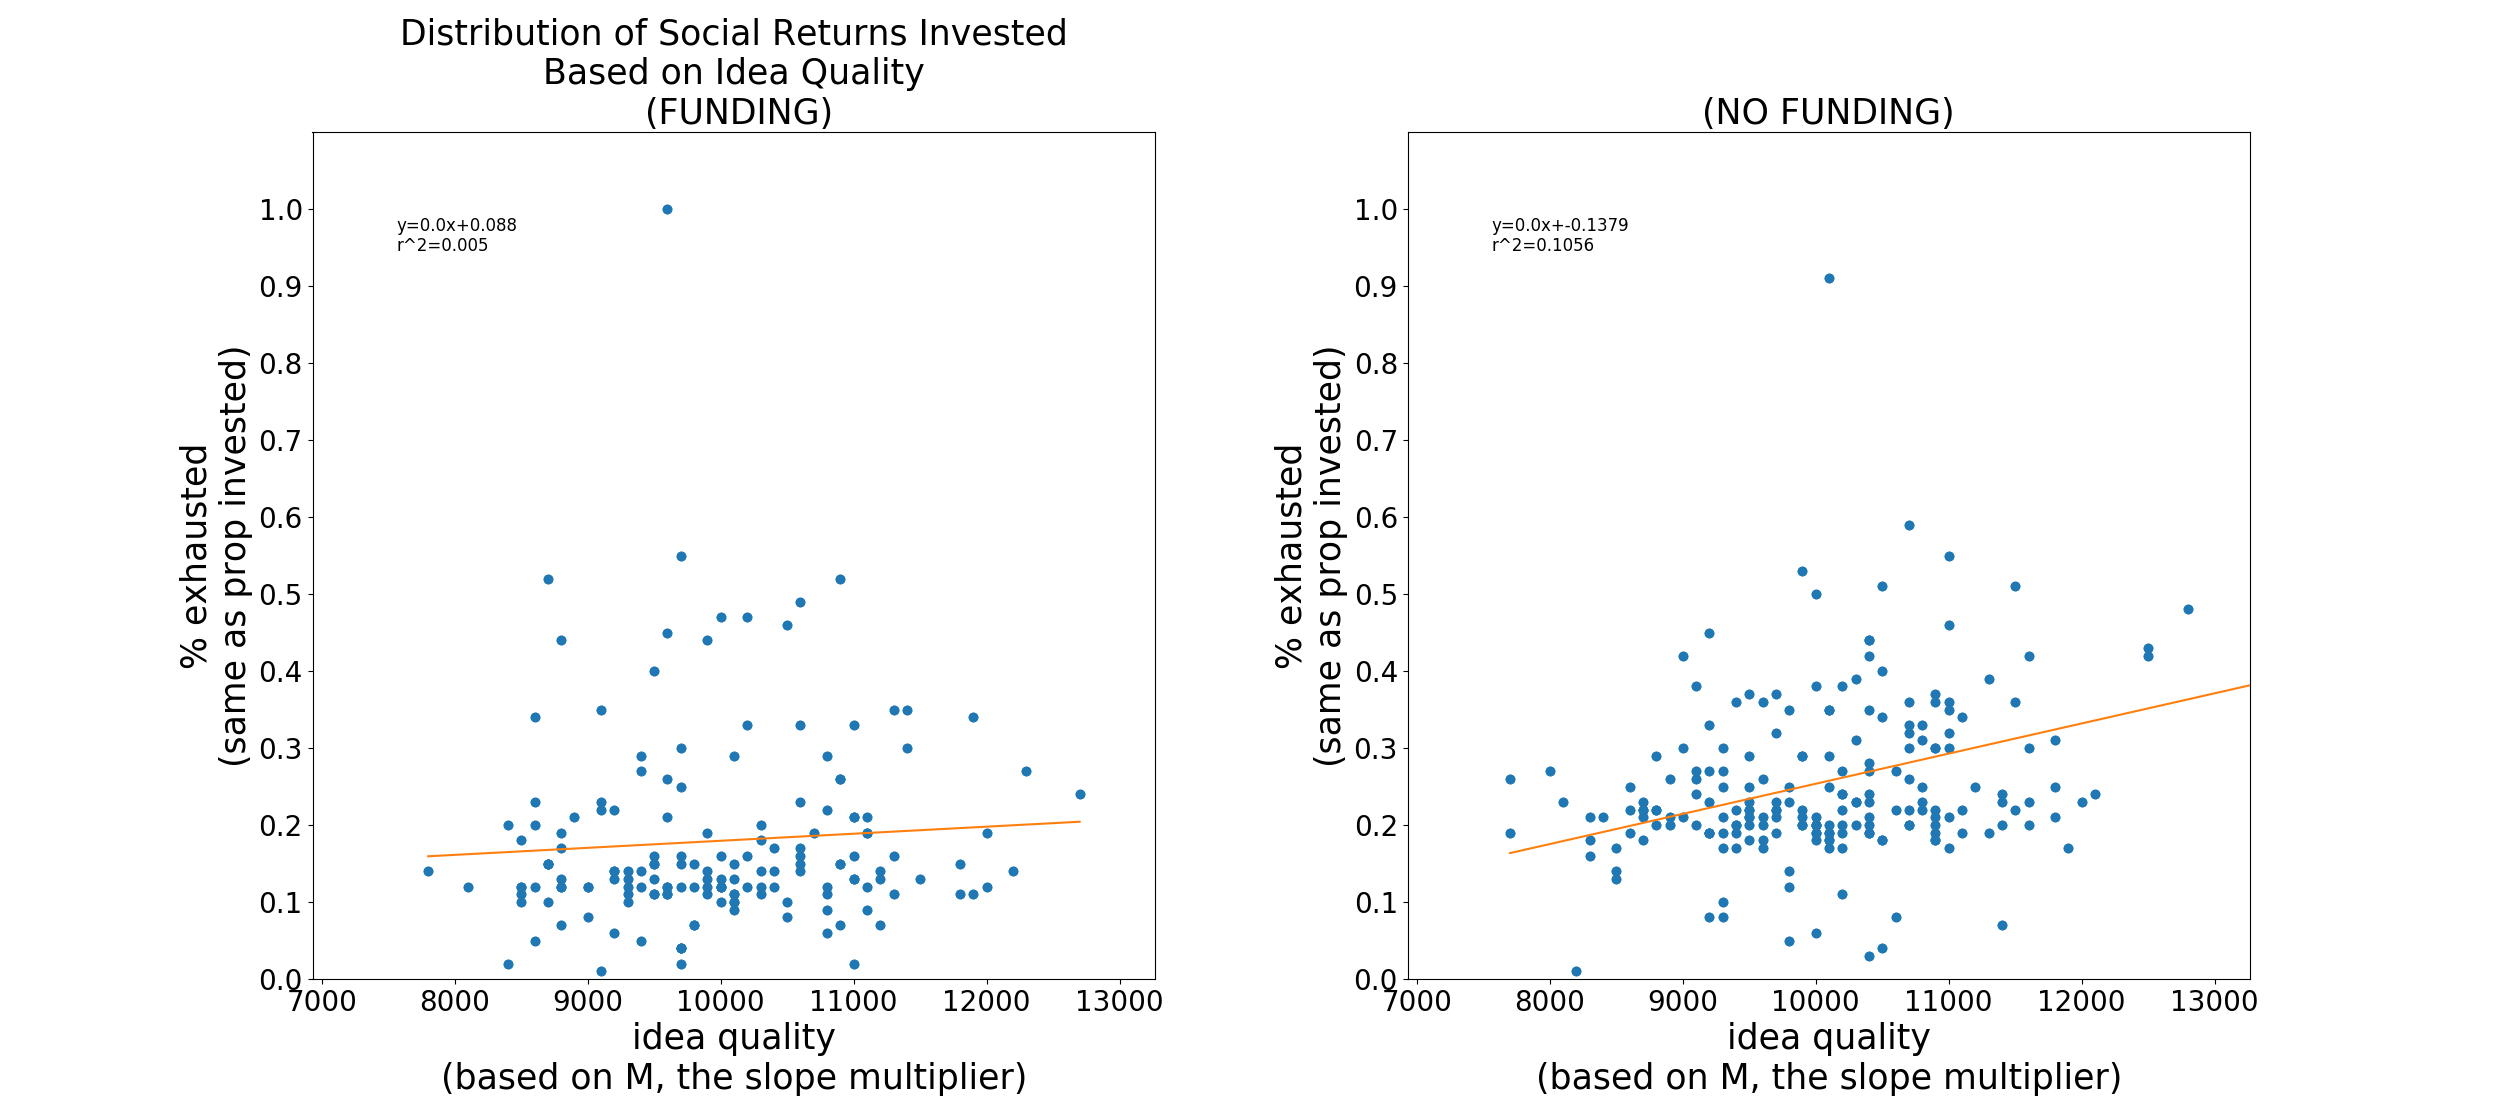 Distribution of Social Returns Invested
Based on Idea Quality
(FUNDING)
y=0.0x+0.088
r^2=0.005
1.0
0.9
0.8
0.7
0.6
0.5
0.4
0.3
0.2
0.1
0.0
% exhausted
(same as prop invested)
7000 8000 9000 10000 11000 12000 13000
idea quality
(based on M, the slope multiplier)
(NO FUNDING)
y=0.0x+-0.1379
r^2=0.1056
1.0
0.9
0.8
0.7
0.6
0.5
0.4
0.3
0.2
0.1
0.0
% exhausted
(same as prop invested)
7000 8000 9000 10000 11000 12000 13000
idea quality
(based on M, the slope multiplier)